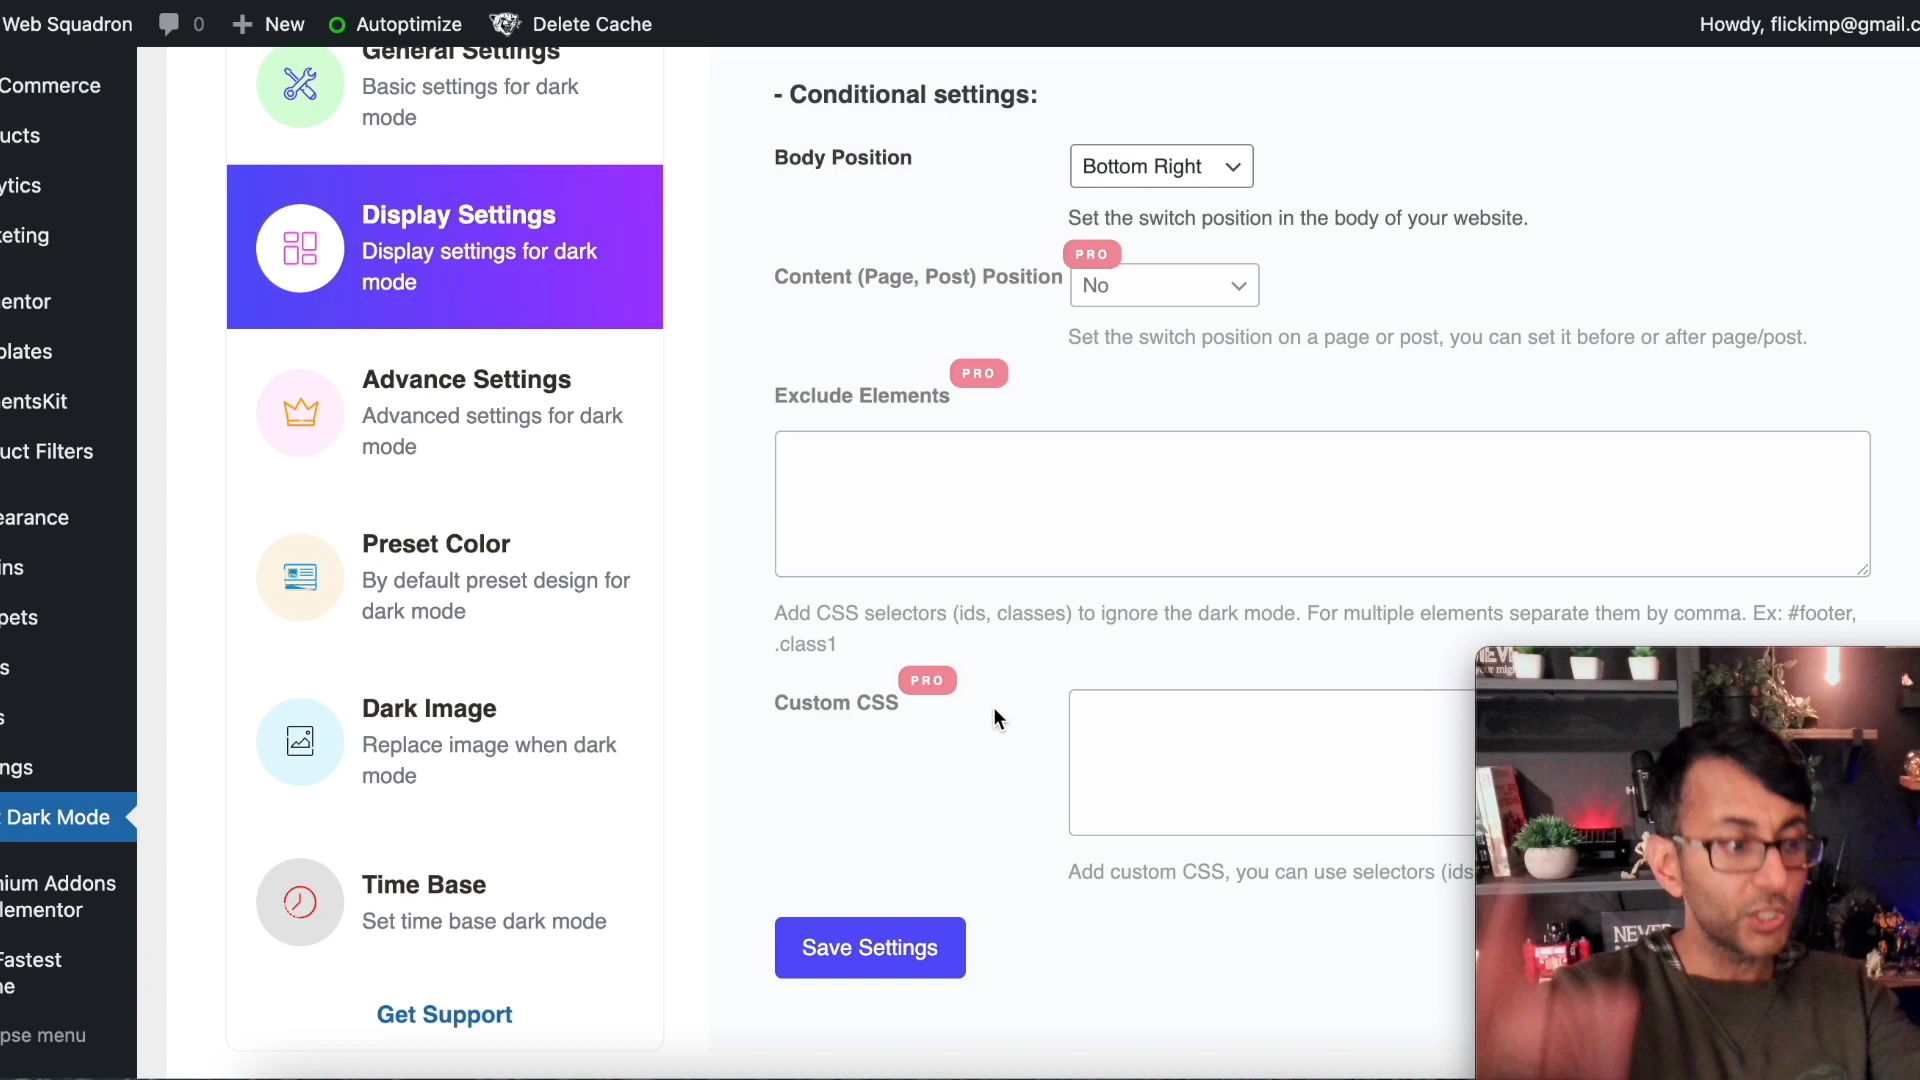 Web Squadron 0 New Autoptimize Delete Cache Howdy, flickimp@gmail.c
Commerce
ucts
ytics
keting
entor
plates
entsKit
uct Filters
earance
ins
pets
s
s
ngs
Dark Mode
nium Addons
lementor
Fastest
he
pse menu
General Settings
Basic settings for dark
mode
Display Settings
Display settings for dark
mode
Advance Settings
Advanced settings for dark
mode
Preset Color
By default preset design for
dark mode
Dark Image
Replace image when dark
mode
Time Base
Set time base dark mode
Get Support
- Conditional settings:
Body Position Bottom Right
Set the switch position in the body of your website.
PRO
Content (Page, Post) Position No
Set the switch position on a page or post, you can set it before or after page/post.
PRO
Exclude Elements
Add CSS selectors (ids, classes) to ignore the dark mode. For multiple elements separate them by comma. Ex: #footer,
.class1
PRO
Custom CSS
Add custom CSS, you can use selectors (ids
Save Settings
NEVER